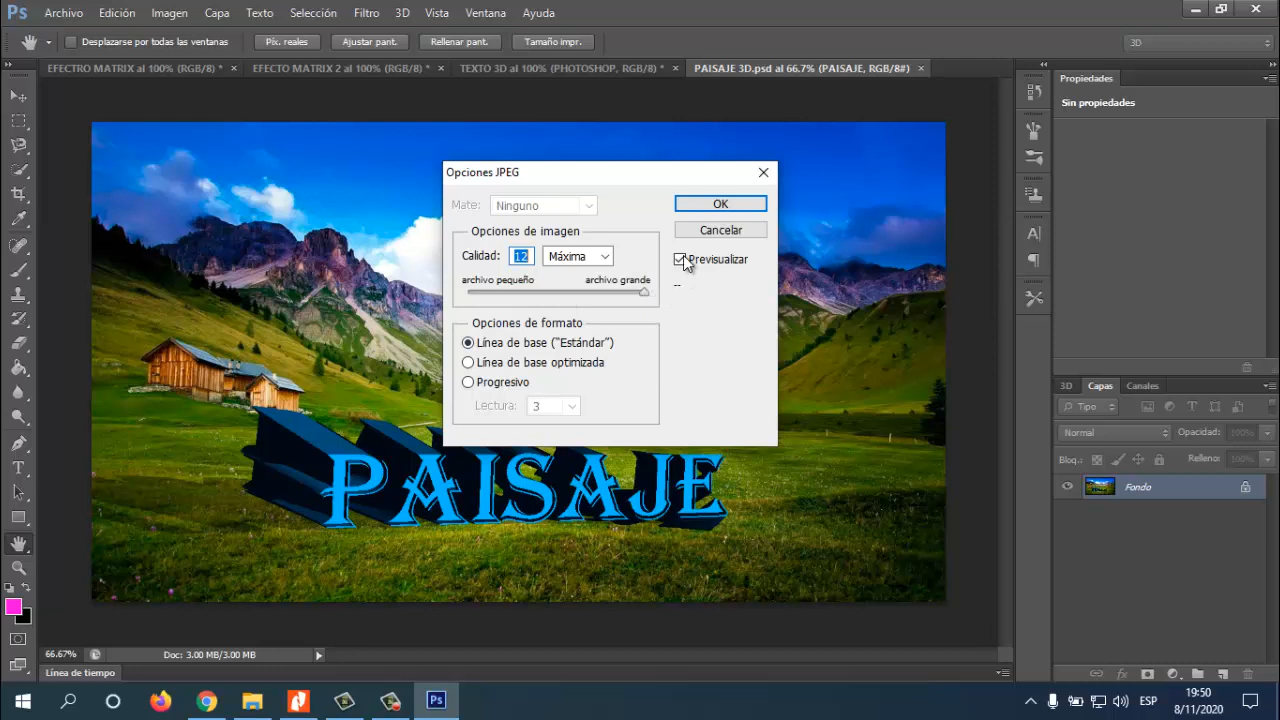 Ps Archivo Edición Imagen Capa Texto Selección Filtro 3D Vista Ventana Ayuda
Desplazarse por todas las ventanas Píx. reales Ajustar pant. Rellenar pant. Tamaño impr. 3D
EFECTRO MATRIX al 100% (RGB/8) * × EFECTO MATRIX 2 al 100% (RGB/8) * × TEXTO 3D al 100% (PHOTOSHOP, RGB/8) * × PAISAJE 3D.psd al 66.7% (PAISAJE, RGB/8#) ×
Propiedades
Sin propiedades
Opciones JPEG
Mate: Ninguno
OK
Opciones de imagen
Cancelar
Calidad: 12 Máxima
Previsualizar
archivo pequeño archivo grande
--
Opciones de formato
Línea de base ("Estándar")
Línea de base optimizada
Progresivo
Lectura: 3
PAISAJE
3D Capas Canales
Tipo
Normal Opacidad: 100%
Bloq.: Relleno: 100%
Fondo
66.67% Doc: 3.00 MB/3.00 MB
Línea de tiempo
Ps
ESP
19:50
8/11/2020